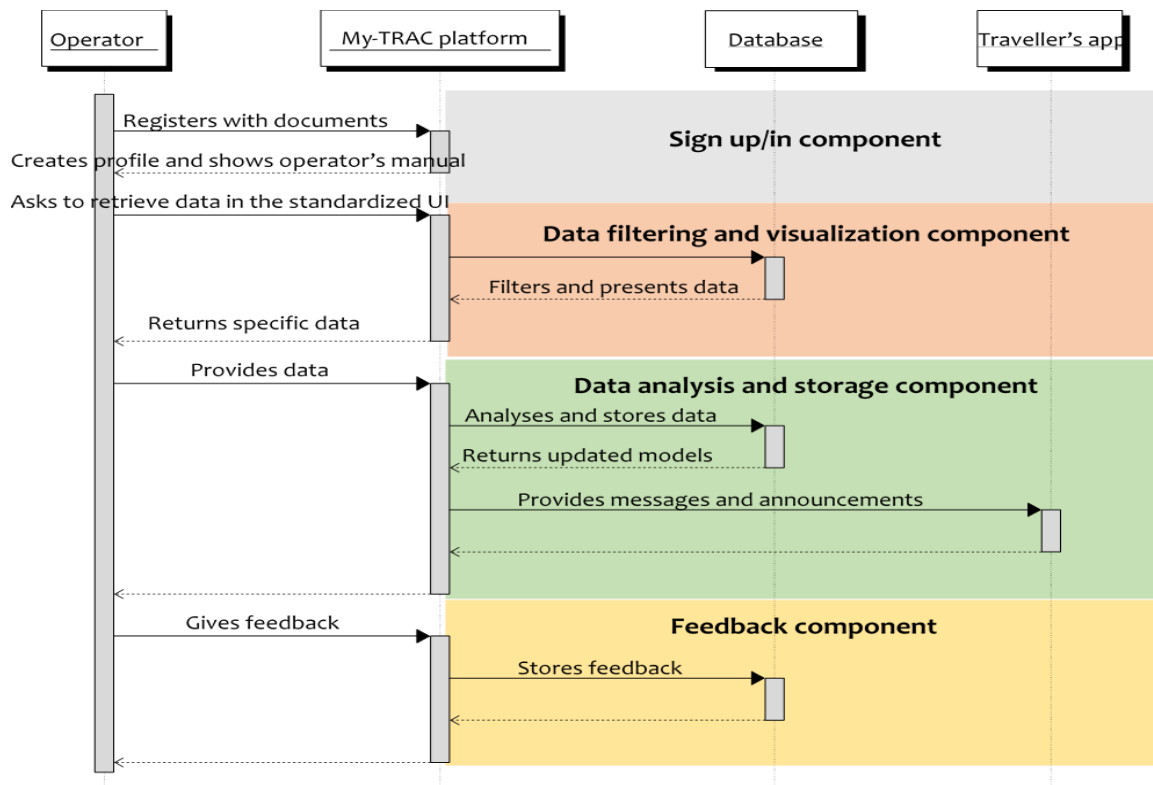 Operator
My-TRAC platform
Database
Traveller's app
Registers with documents
Sign up/in component
Creates profile and shows operator's manual
Asks to retrieve data in the standardized UI
Data filtering and visualization component
Filters and presents data
Returns specific data
Provides data
Data analysis and storage component
Analyses and stores data
Returns updated models
Provides messages and announcements
Gives feedback
Feedback component
Stores feedback